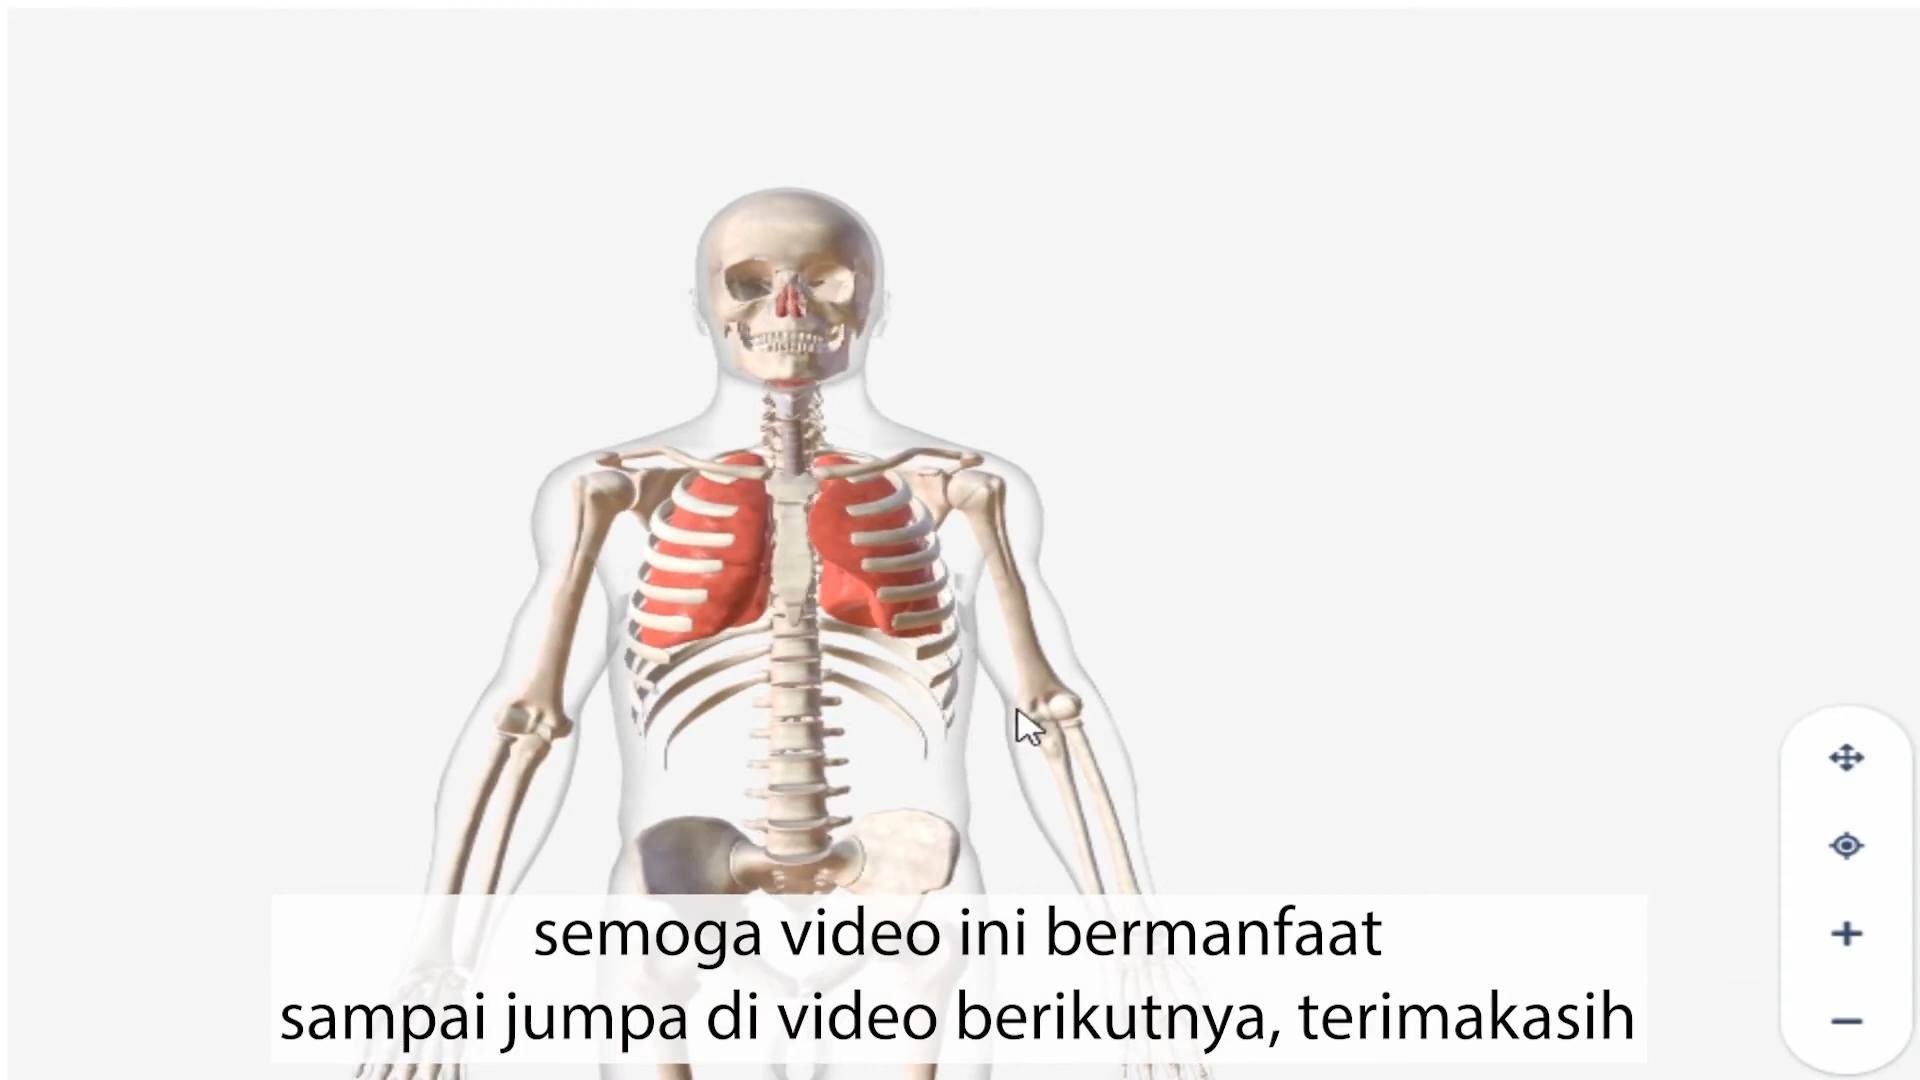 semoga video ini bermanfaat
sampai jumpa di video berikutnya, terimakasih